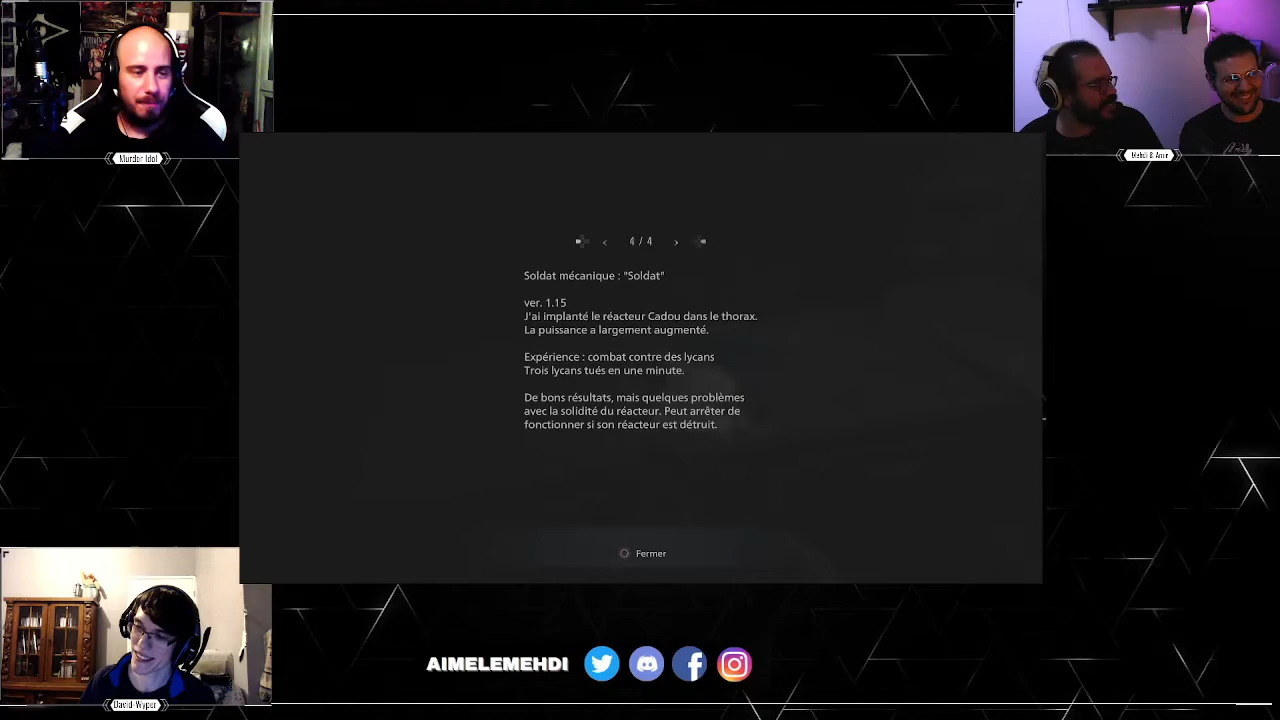 Murder Idol
Mehdi & Amir
4 / 4
Soldat mécanique : "Soldat"
ver. 1.15
J'ai implanté le réacteur Cadou dans le thorax.
La puissance a largement augmenté.
Expérience : combat contre des lycans
Trois lycans tués en une minute.
De bons résultats, mais quelques problèmes
avec la solidité du réacteur. Peut arrêter de
fonctionner si son réacteur est détruit.
Fermer
AIMELEMEHDI
David-Wyper